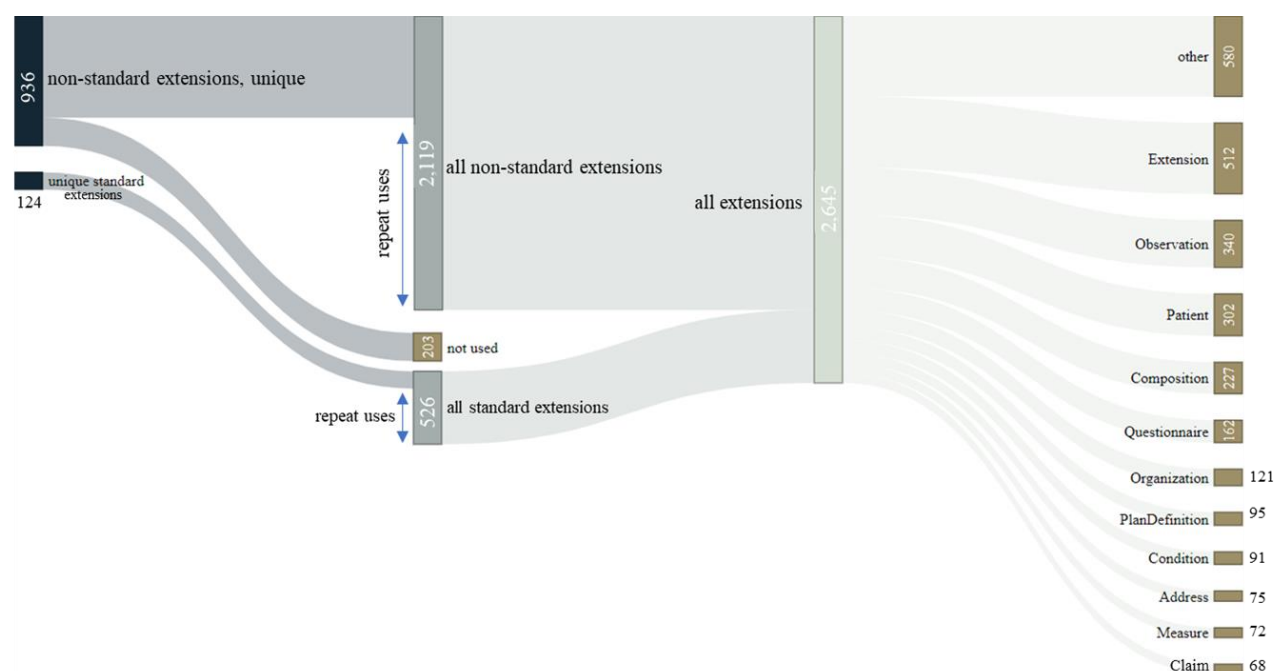 936
non-standard extensions, unique
unique standard
extensions
124
repeat uses
2,119
all non-standard extensions
203
not used
repeat uses
526
all standard extensions
all extensions
2,645
other
580
Extension
512
Observation
340
Patient
302
Composition
227
Questionnaire
162
Organization
121
PlanDefinition
95
Condition
91
Address
75
Measure
72
Claim
68